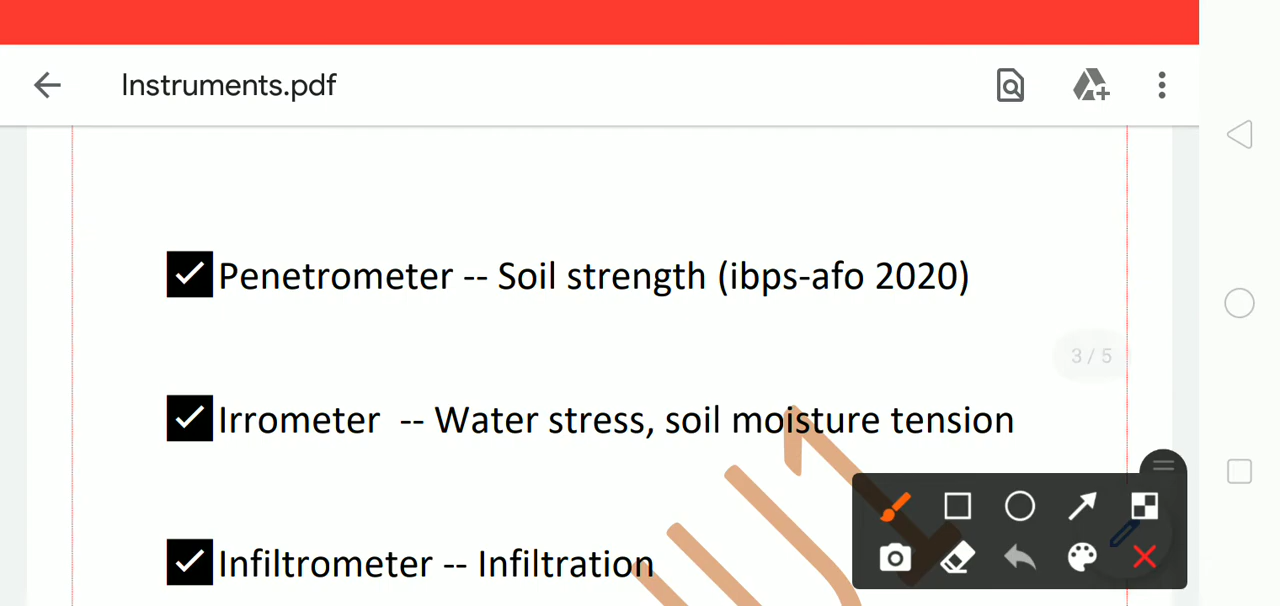 Instruments.pdf
Penetrometer -- Soil strength (ibps-afo 2020)
3 / 5
Irrometer -- Water stress, soil moisture tension
Infiltrometer -- Infiltration